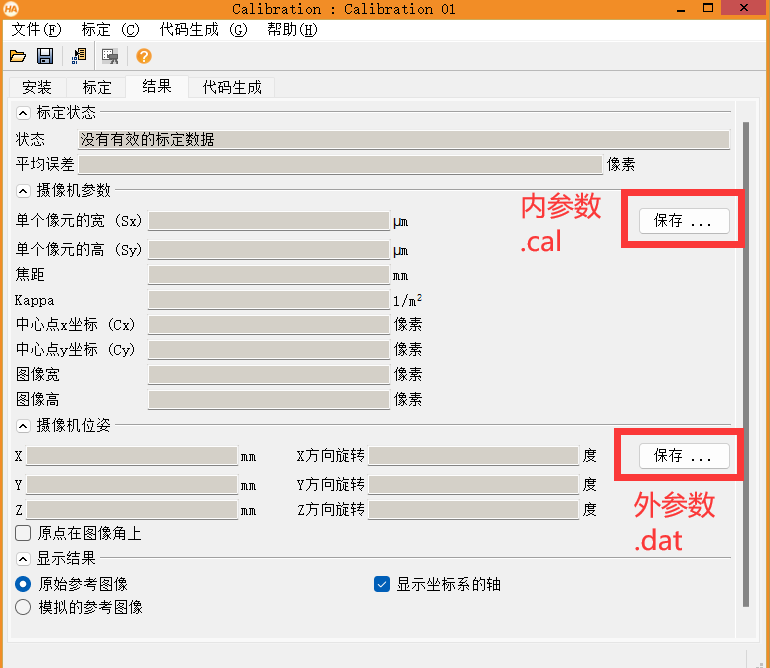 HA Calibration : Calibration 01
文件(F) 标定 (C) 代码生成 (G) 帮助(H)
?
安装 标定 结果 代码生成
标定状态
状态 没有有效的标定数据
平均误差 像素
摄像机参数
内参数
.cal
保存 ...
单个像元的宽 (Sx) μm
单个像元的高 (Sy) μm
焦距 mm
Kappa 1/m²
中心点x坐标 (Cx) 像素
中心点y坐标 (Cy) 像素
图像宽 像素
图像高 像素
摄像机位姿
X mm X方向旋转 度 保存 ...
Y mm Y方向旋转 度
Z mm Z方向旋转 度
外参数
.dat
原点在图像角上
显示结果
原始参考图像 显示坐标系的轴
模拟的参考图像